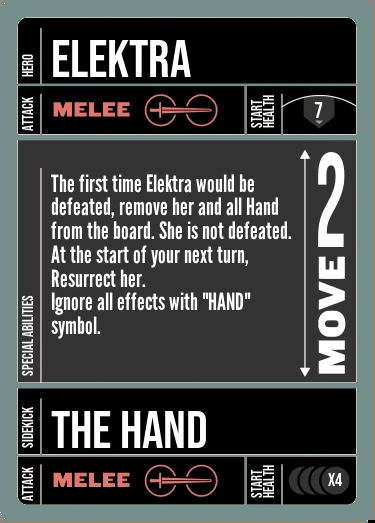 HERO
ELEKTRA
ATTACK
MELEE
START
HEALTH
7
SPECIAL ABILITIES
The first time Elektra would be
defeated, remove her and all Hand
from the board. She is not defeated.
At the start of your next turn,
Resurrect her.
Ignore all effects with "HAND"
symbol.
MOVE 2
SIDEKICK
THE HAND
ATTACK
MELEE
START
HEALTH
X4